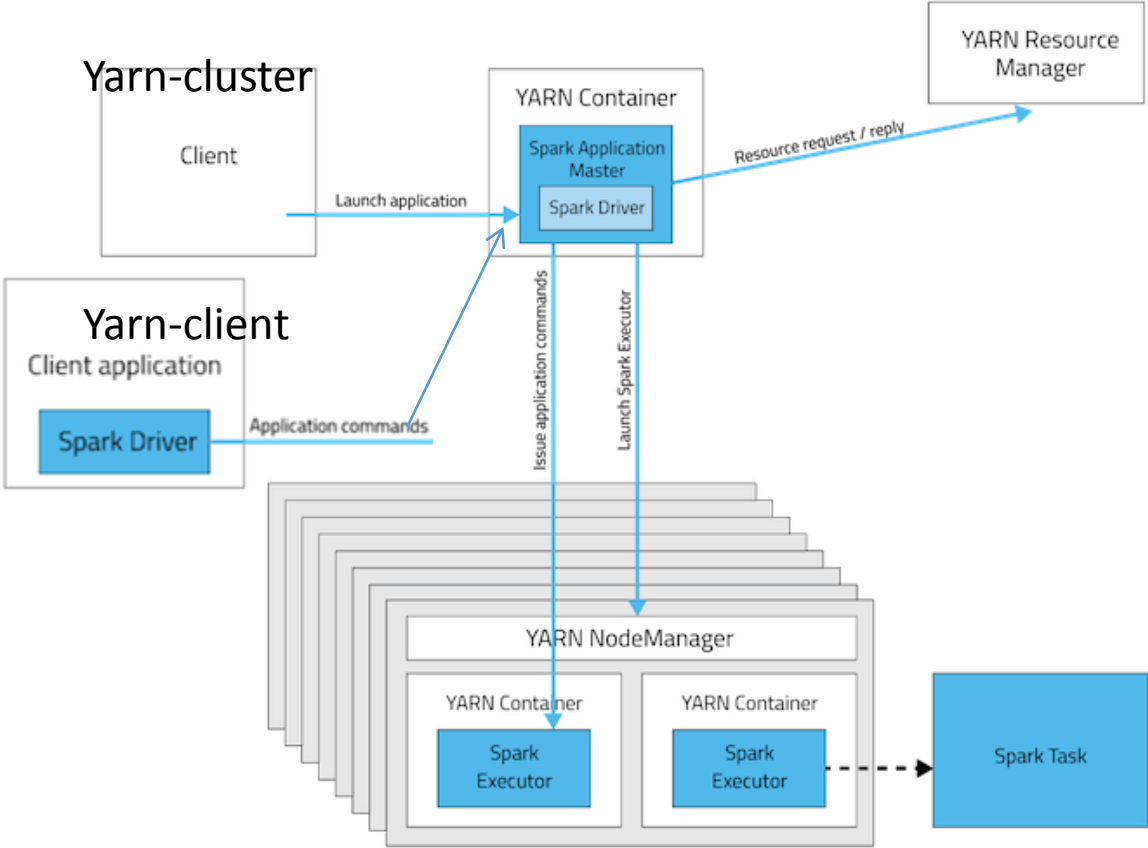 Yarn-cluster
Client
Launch application
YARN Container
Spark Application
Master
Spark Driver
Resource request / reply
YARN Resource
Manager
Yarn-client
Client application
Spark Driver
Application commands
Issue application commands
Launch Spark Executor
YARN NodeManager
YARN Container
Spark
Executor
YARN Container
Spark
Executor
Spark Task